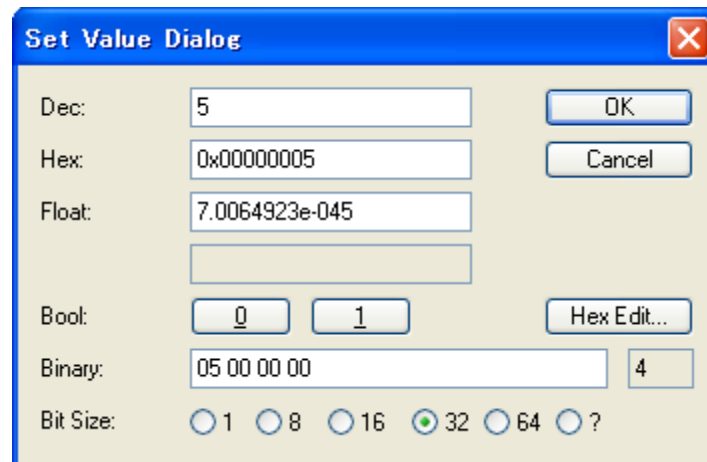 Set Value Dialog
Dec: 5 OK
Hex: 0x00000005 Cancel
Float: 7.0064923e-045
Bool: 0 1 Hex Edit...
Binary: 05 00 00 00 4
Bit Size: 1 8 16 32 64 ?